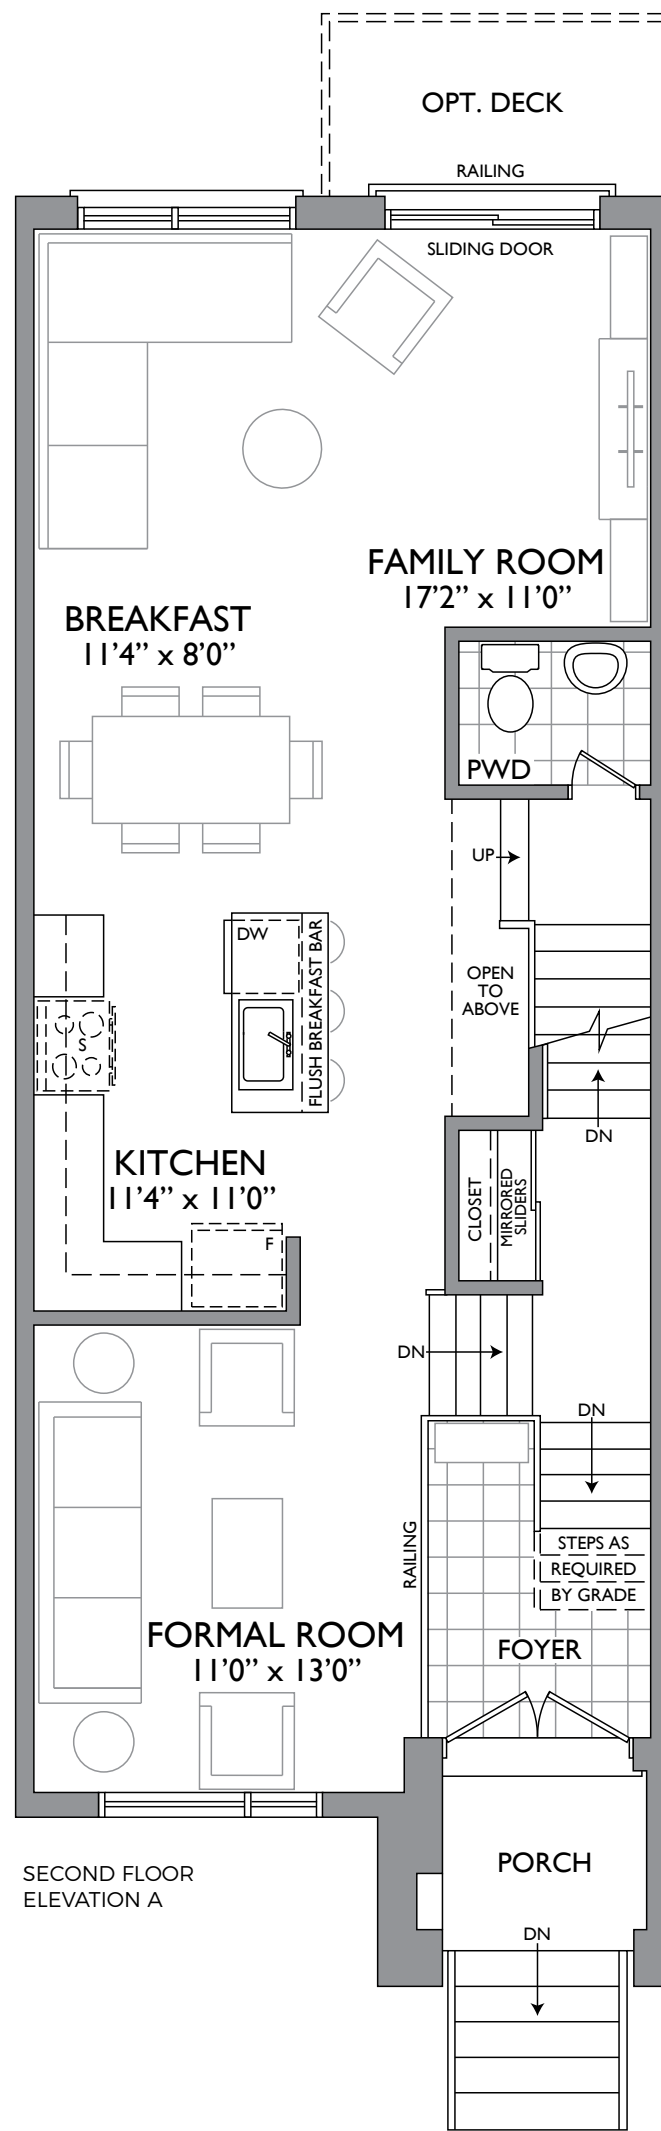 OPT. DECK
RAILING
SLIDING DOOR
FAMILY ROOM
17'2” x 11'0”
BREAKFAST
11'4” x 8'0”
PWD
UP
DW
FLUSH BREAKFAST BAR
OPEN
TO
ABOVE
S
DN
KITCHEN
11'4” x 11'0”
CLOSET
MIRRORED
SLIDERS
F
DN
DN
RAILING
STEPS AS
REQUIRED
BY GRADE
FORMAL ROOM
11'0” x 13'0”
FOYER
PORCH
SECOND FLOOR
ELEVATION A
DN